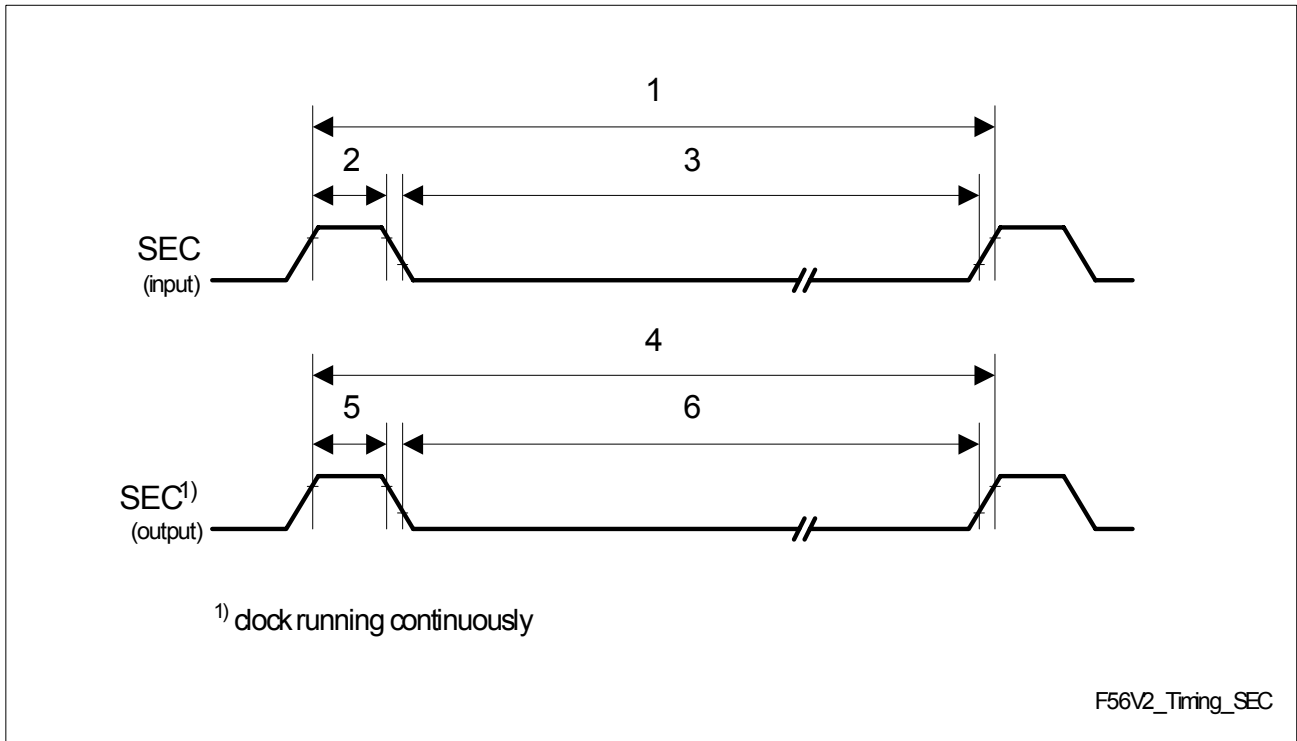 1
2 3
SEC
(input)
4
5 6
SEC1)
(output)
1) clock running continuously
F56V2_Timing_SEC